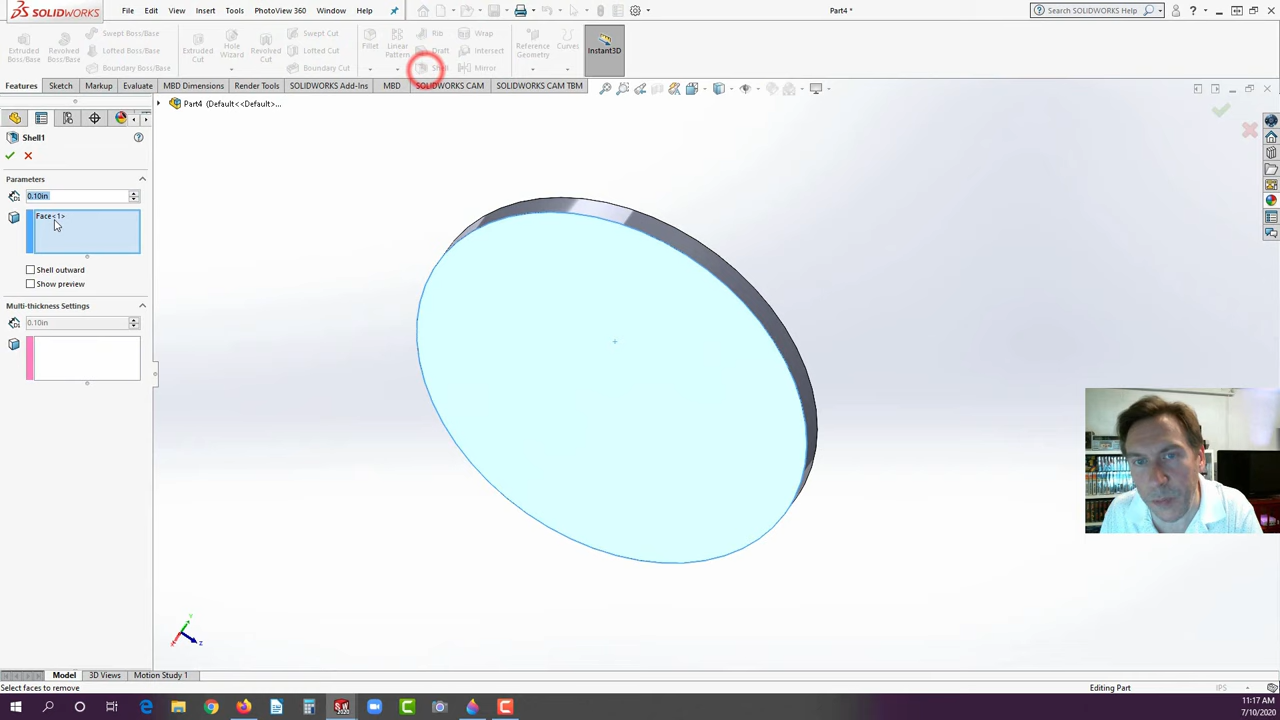 SOLIDWORKS File Edit View Insert Tools PhotoView 360 Window Help Part4 * Search SOLIDWORKS Help
Extruded Boss/Base
Revolved Boss/Base
Swept Boss/Base
Lofted Boss/Base
Boundary Boss/Base
Extruded Cut
Hole Wizard
Revolved Cut
Swept Cut
Lofted Cut
Boundary Cut
Fillet
Linear Pattern
Rib
Draft
Shell
Wrap
Intersect
Mirror
Reference Geometry
Curves
Instant3D
Features Sketch Markup Evaluate MBD Dimensions Render Tools SOLIDWORKS Add-Ins MBD SOLIDWORKS CAM SOLIDWORKS CAM TBM
Part4 (Default<<Default>...
Shell1
Parameters
0.10in
Face<1>
Shell outward
Show preview
Multi-thickness Settings
0.10in
Y
X
Z
Model 3D Views Motion Study 1
Select faces to remove Editing Part IPS
11:17 AM
7/10/2020